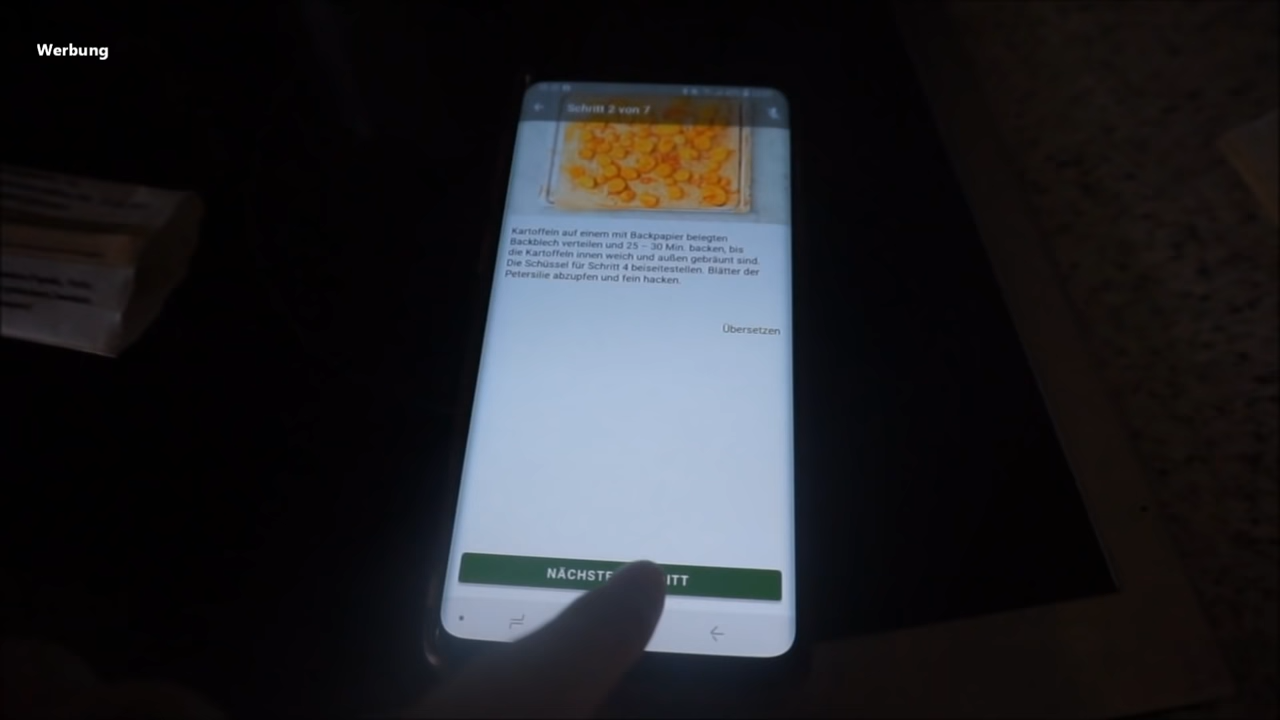 Werbung
Schritt 2 von 7
Kartoffeln auf einem mit Backpapier belegten
Backblech verteilen und 25 – 30 Min. backen, bis
die Kartoffeln innen weich und außen gebräunt sind.
Die Schüssel für Schritt 4 beiseitestellen. Blätter der
Petersilie abzupfen und fein hacken.
Übersetzen
NÄCHSTE ITT